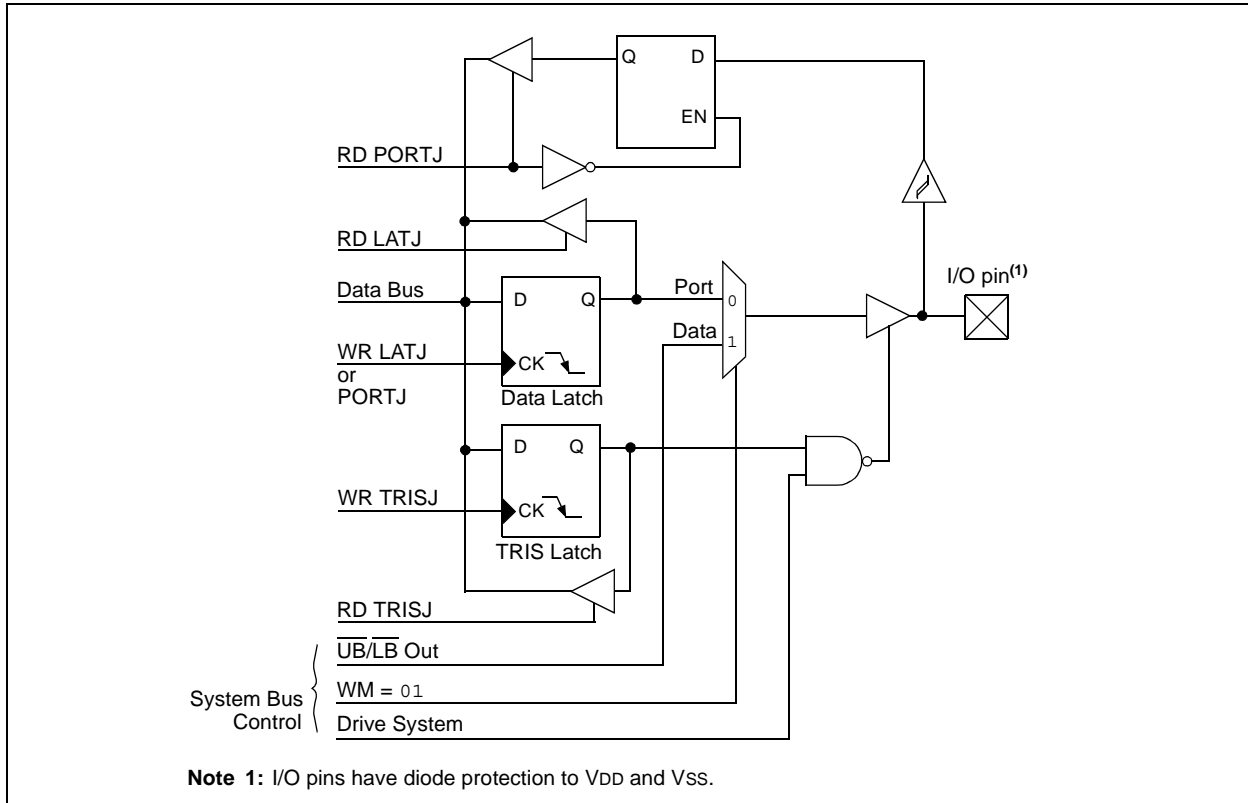 Q D
EN
RD PORTJ
RD LATJ
I/O pin(1)
Data Bus
D Q
Port
0
Data
1
WR LATJ
or
PORTJ
CK
Data Latch
D Q
WR TRISJ
CK
TRIS Latch
RD TRISJ
U̅B̅/L̅B̅ Out
WM = 01
System Bus
Control
Drive System
Note 1: I/O pins have diode protection to VDD and VSS.